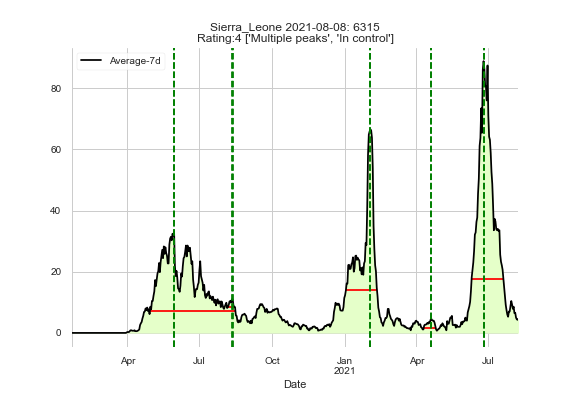 Sierra_Leone 2021-08-08: 6315
Rating:4 ['Multiple peaks', 'In control']
Average-7d
80
60
40
20
0
Apr
Jul
Oct
Jan
2021
Apr
Jul
Date